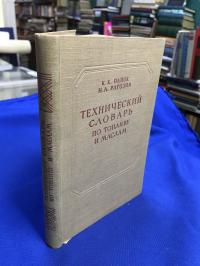 К. К. ПАПОК
Н. А. РАГОЗИН
ТЕХНИЧЕСКИЙ
СЛОВАРЬ
ПО ТОПЛИВУ
И МАСЛАМ